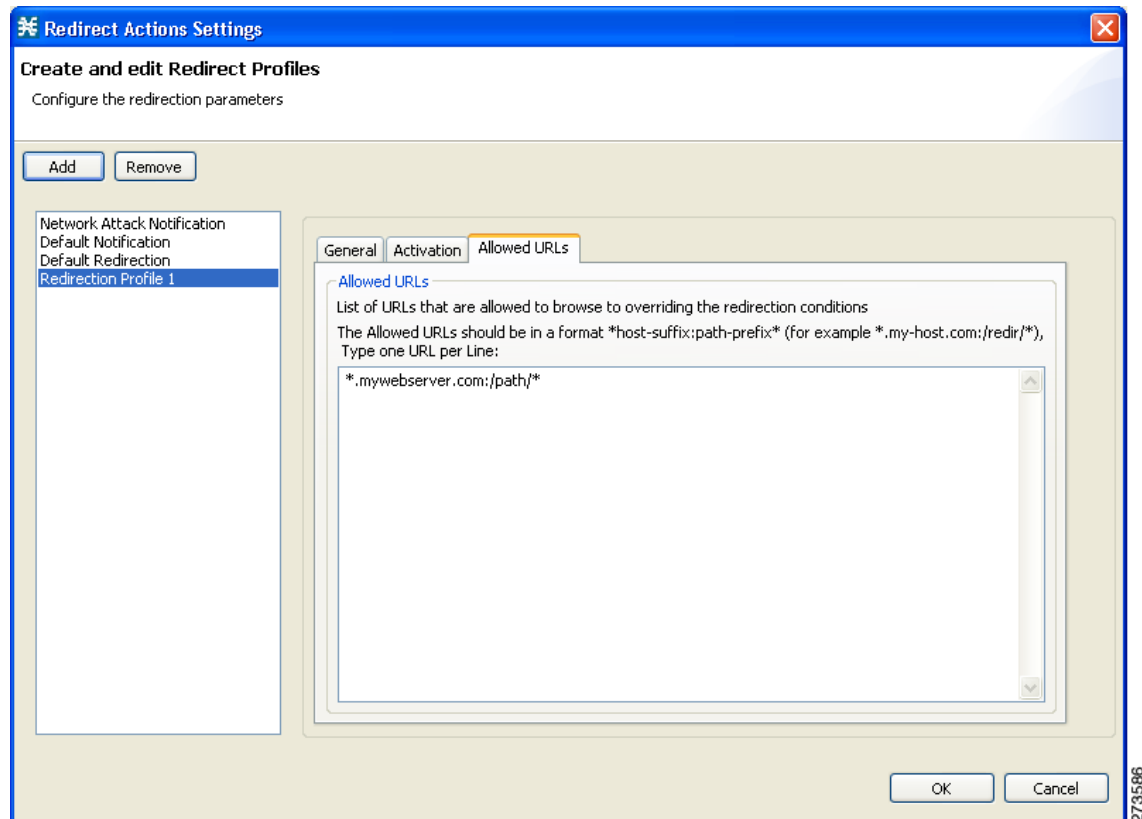 Redirect Actions Settings
Create and edit Redirect Profiles
Configure the redirection parameters
Add
Remove
Network Attack Notification
Default Notification
Default Redirection
Redirection Profile 1
General
Activation
Allowed URLs
Allowed URLs
List of URLs that are allowed to browse to overriding the redirection conditions
The Allowed URLs should be in a format *host-suffix:path-prefix* (for example *.my-host.com:/redir/*),
Type one URL per Line:
*.mywebserver.com:/path/*
OK
Cancel
273586